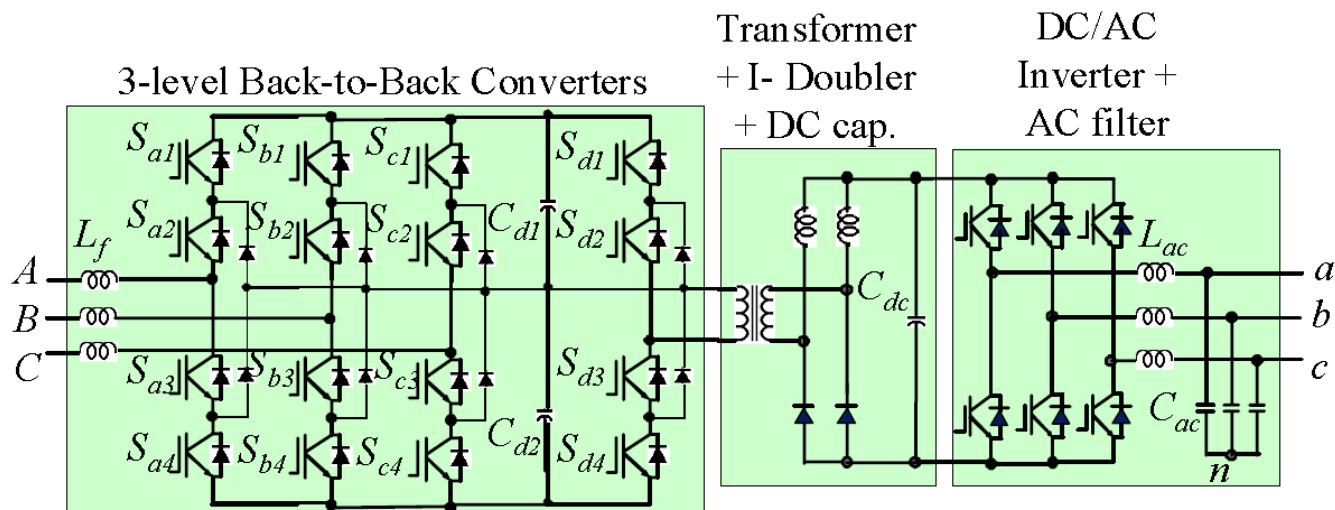 Transformer
+ I- Doubler
+ DC cap.
DC/AC
Inverter +
AC filter
3-level Back-to-Back Converters
Sa1
Sb1
Sc1
Sd1
Sa2
Sb2
Sc2
Cd1
Sd2
Lf
A
B
C
Sa3
Sb3
Sc3
Sd3
Sa4
Sb4
Sc4
Cd2
Sd4
Cdc
Lac
a
b
c
Cac
n